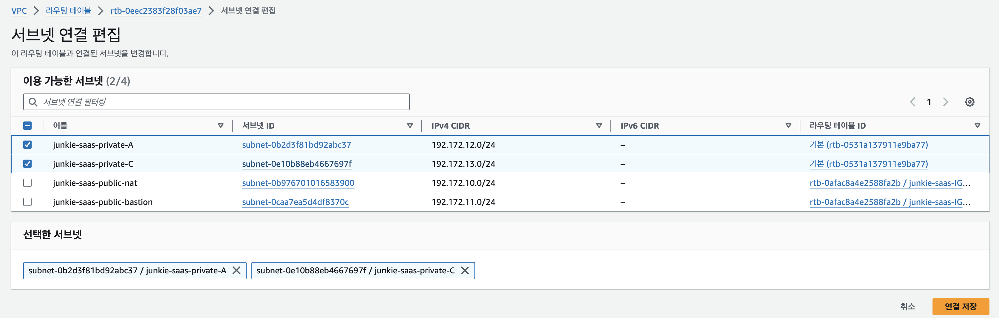 VPC > 라우팅 테이블 > rtb-0eec2383f28f03ae7 > 서브넷 연결 편집
서브넷 연결 편집
이 라우팅 테이블과 연결된 서브넷을 변경합니다.
이용 가능한 서브넷 (2/4)
서브넷 연결 필터링
1
이름 서브넷 ID IPv4 CIDR IPv6 CIDR 라우팅 테이블 ID
junkie-saas-private-A subnet-0b2d3f81bd92abc37 192.172.12.0/24 – 기본 (rtb-0531a137911e9ba77)
junkie-saas-private-C subnet-0e10b88eb4667697f 192.172.13.0/24 – 기본 (rtb-0531a137911e9ba77)
junkie-saas-public-nat subnet-0b976701016583900 192.172.10.0/24 – rtb-0afac8a4e2588fa2b / junkie-saas-IG...
junkie-saas-public-bastion subnet-0caa7ea5d4df8370c 192.172.11.0/24 – rtb-0afac8a4e2588fa2b / junkie-saas-IG...
선택한 서브넷
subnet-0b2d3f81bd92abc37 / junkie-saas-private-A subnet-0e10b88eb4667697f / junkie-saas-private-C
취소 연결 저장